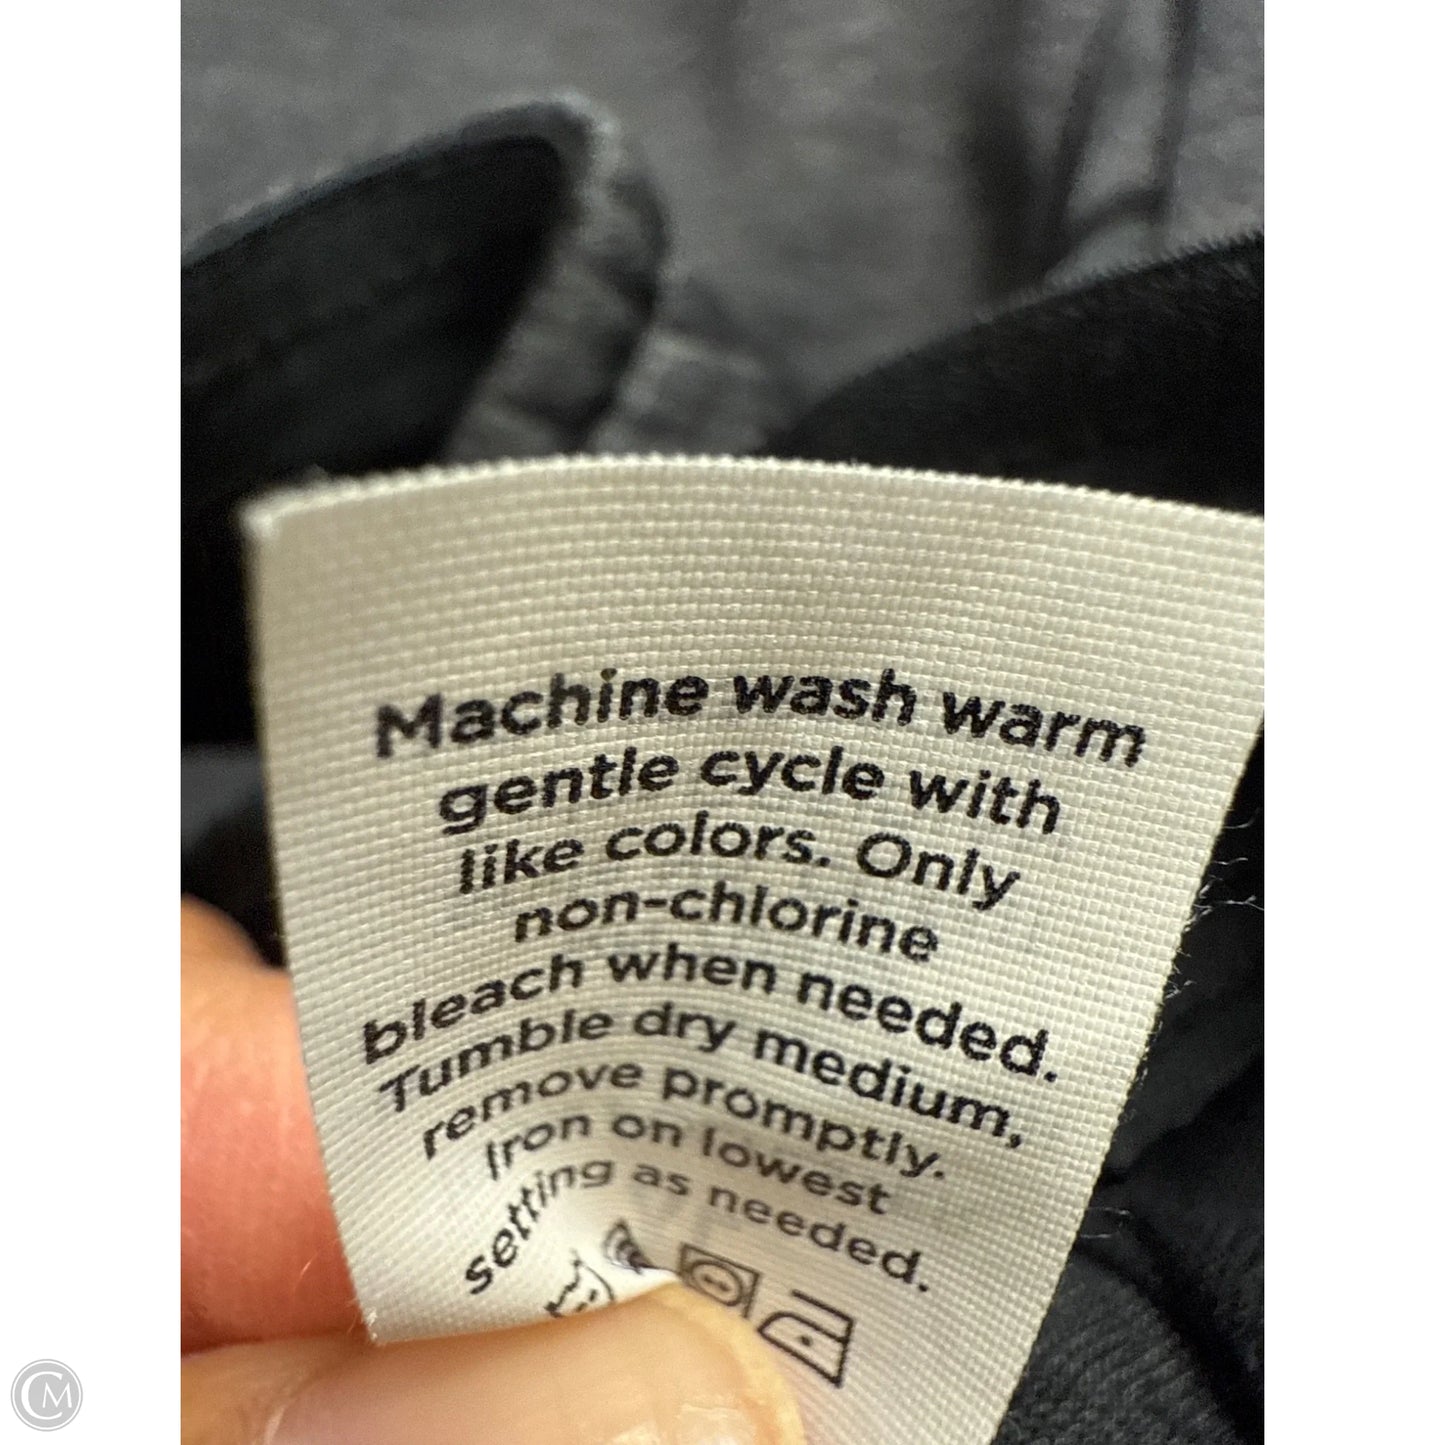 Machine wash warm
gentle cycle with
like colors. Only
non-chlorine
bleach when needed.
Tumble dry medium,
remove promptly.
Iron on lowest
setting as needed.
CM